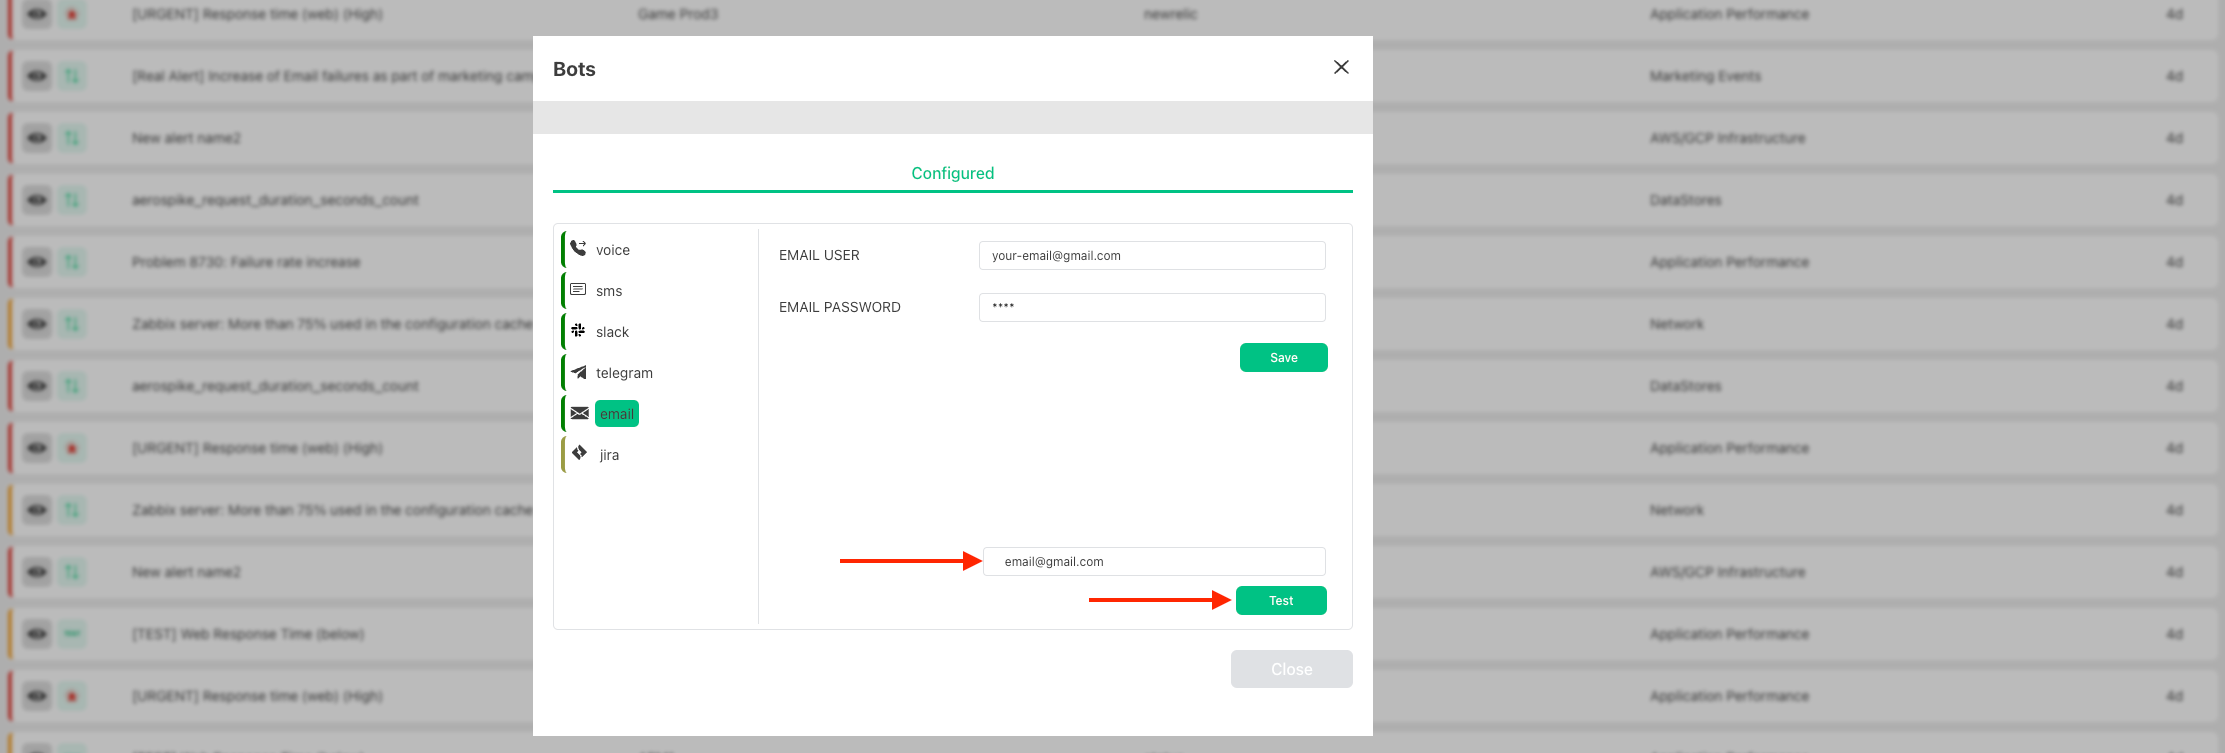 [URGENT] Response time (web) (High) Game Prod3 newrelic Application Performance 4d
Bots
[Real Alert] Increase of Email failures as part of marketing cam Marketing Events 4d
New alert name2 AWS/GCP Infrastructure 4d
Configured
aerospike_request_duration_seconds_count DataStores 4d
voice
sms
slack
telegram
email
jira
EMAIL USER your-email@gmail.com
EMAIL PASSWORD ****
Save
email@gmail.com
Test
Close
Problem 8730: Failure rate increase Application Performance 4d
Zabbix server: More than 75% used in the configuration cache Network 4d
aerospike_request_duration_seconds_count DataStores 4d
[URGENT] Response time (web) (High) Application Performance 4d
Zabbix server: More than 75% used in the configuration cache Network 4d
New alert name2 AWS/GCP Infrastructure 4d
[TEST] Web Response Time (below) Application Performance 4d
[URGENT] Response time (web) (High) Application Performance 4d